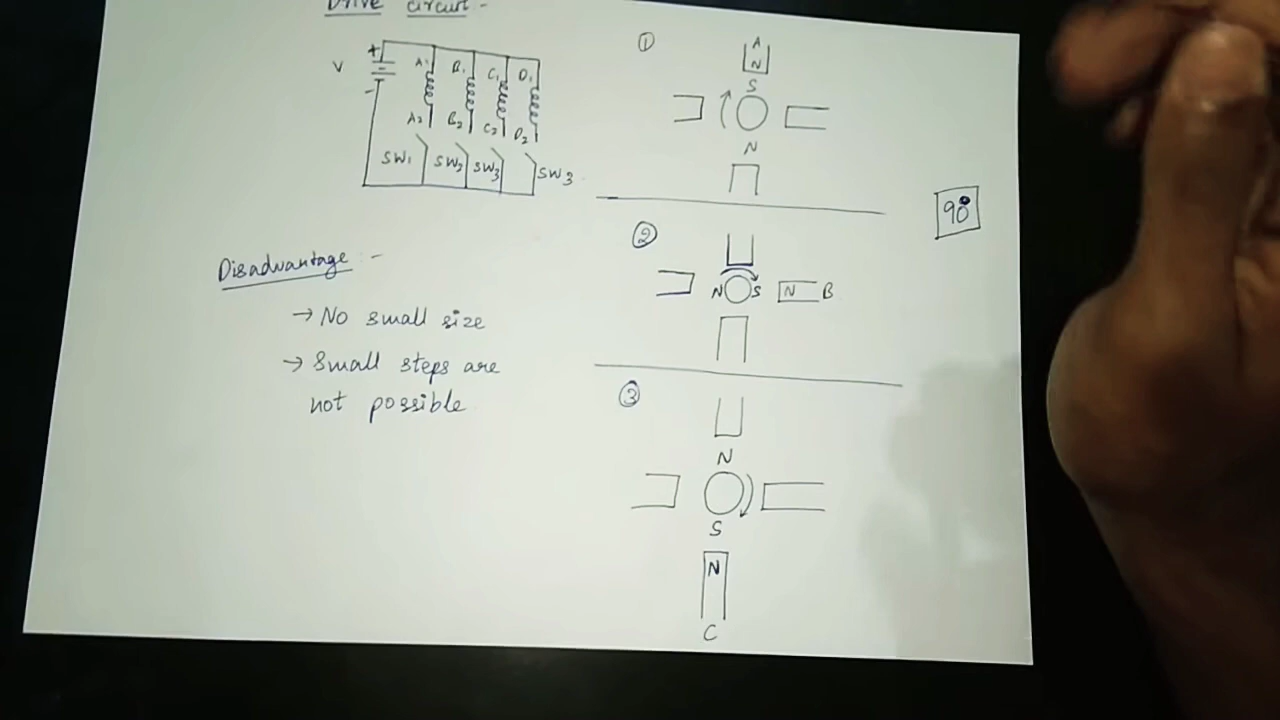 Drive circuit -
+
V
-
A1 B1 C1 D1
A2 B2 C2 D2
SW1 SW2 SW3 SW3
Disadvantage :-
→ No small size
→ Small steps are
not possible
①
A
N
S
N
②
N S N B
③
N
S
N
C
90°